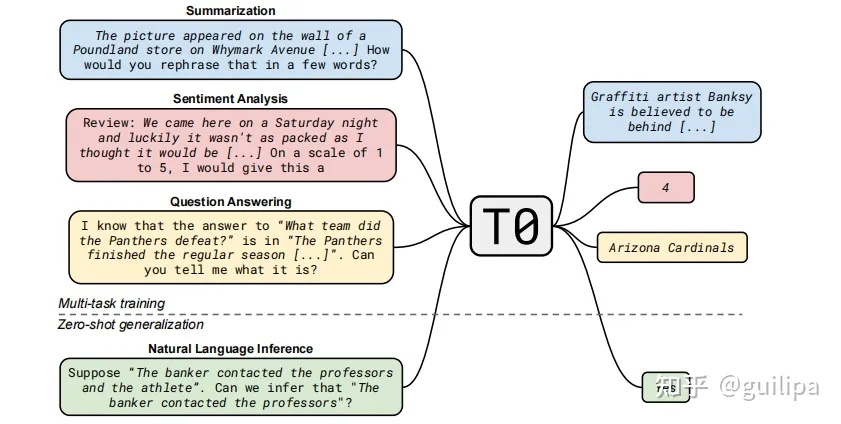 Summarization
The picture appeared on the wall of a
Poundland store on Whymark Avenue [...] How
would you rephrase that in a few words?
Sentiment Analysis
Review: We came here on a Saturday night
and luckily it wasn't as packed as I
thought it would be [...] On a scale of 1
to 5, I would give this a
Question Answering
I know that the answer to “What team did
the Panthers defeat?” is in “The Panthers
finished the regular season [...]”. Can
you tell me what it is?
Multi-task training
Zero-shot generalization
Natural Language Inference
Suppose “The banker contacted the professors
and the athlete”. Can we infer that "The
banker contacted the professors"?
T0
Graffiti artist Banksy
is believed to be
behind [...]
4
Arizona Cardinals
知乎 @guilipa